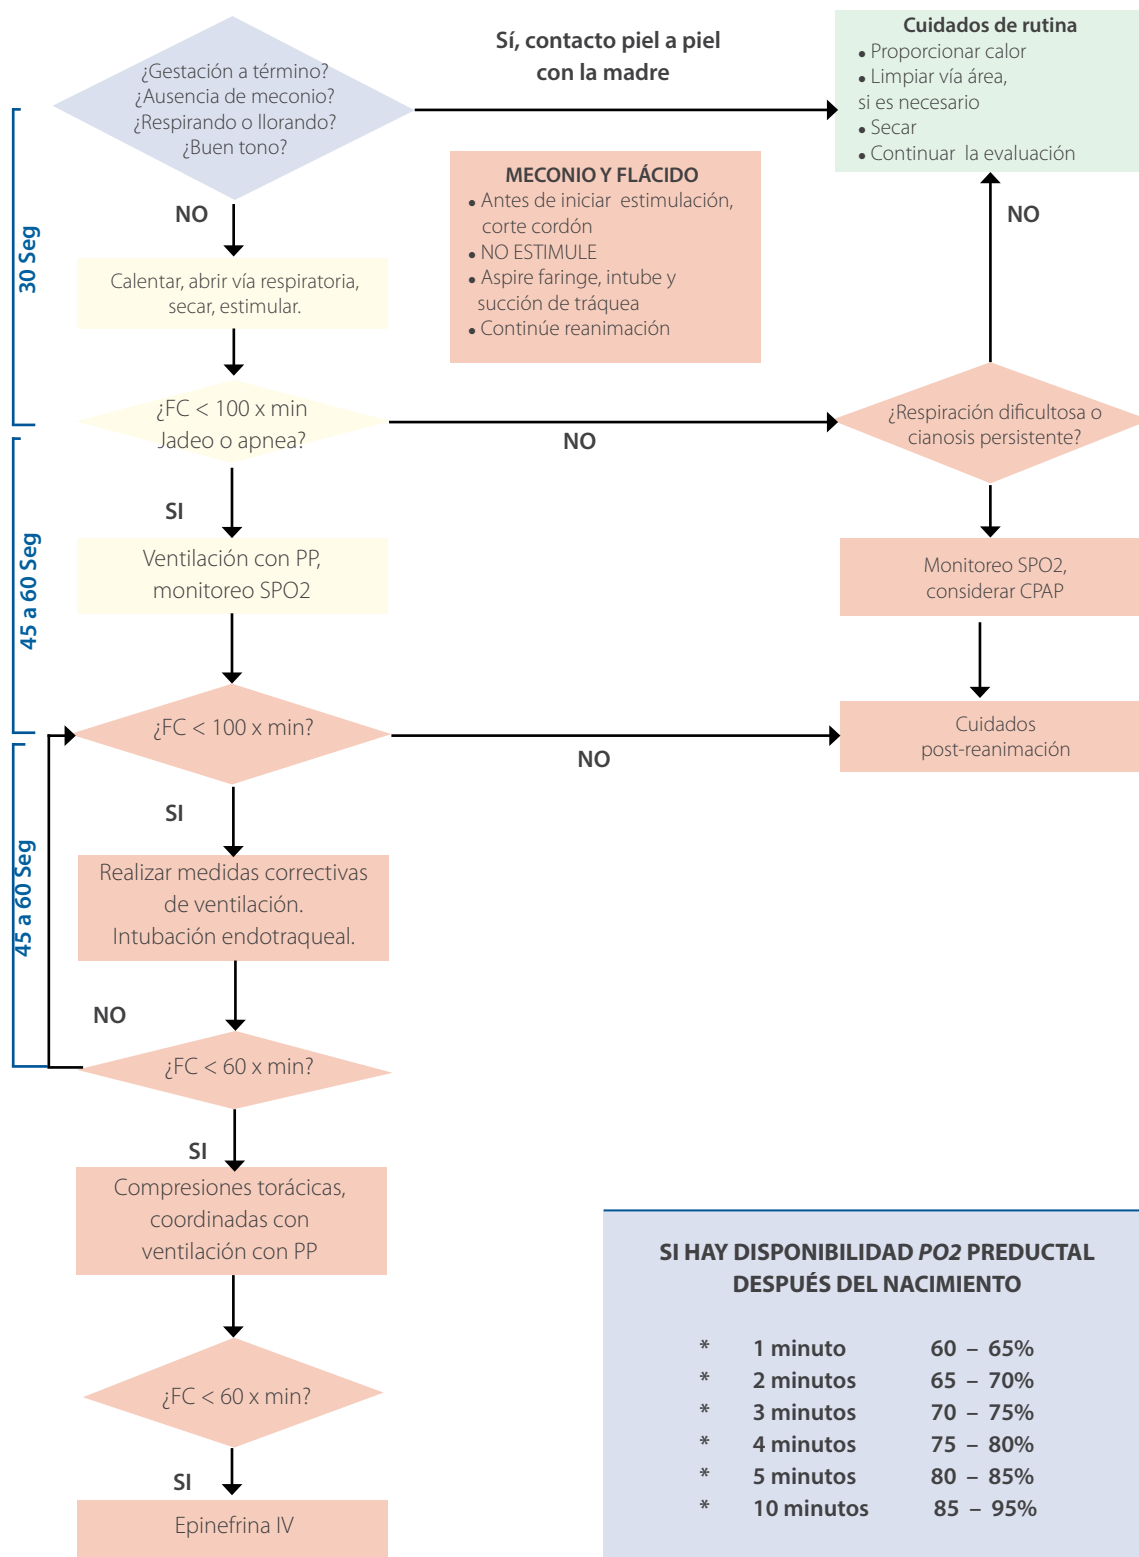 ¿Gestación a término?
¿Ausencia de meconio?
¿Respirando o llorando?
¿Buen tono?
Sí, contacto piel a piel
con la madre
Cuidados de rutina
• Proporcionar calor
• Limpiar vía área,
si es necesario
• Secar
• Continuar la evaluación
NO
MECONIO Y FLÁCIDO
• Antes de iniciar estimulación,
corte cordón
• NO ESTIMULE
• Aspire faringe, intube y
succión de tráquea
• Continúe reanimación
NO
30 Seg
Calentar, abrir vía respiratoria,
secar, estimular.
¿FC < 100 x min
Jadeo o apnea?
NO
¿Respiración dificultosa o
cianosis persistente?
SI
45 a 60 Seg
Ventilación con PP,
monitoreo SPO2
Monitoreo SPO2,
considerar CPAP
¿FC < 100 x min?
NO
Cuidados
post-reanimación
SI
45 a 60 Seg
Realizar medidas correctivas
de ventilación.
Intubación endotraqueal.
NO
¿FC < 60 x min?
SI
Compresiones torácicas,
coordinadas con
ventilación con PP
¿FC < 60 x min?
SI
Epinefrina IV
SI HAY DISPONIBILIDAD PO2 PREDUCTAL
DESPUÉS DEL NACIMIENTO
* 1 minuto 60 – 65%
* 2 minutos 65 – 70%
* 3 minutos 70 – 75%
* 4 minutos 75 – 80%
* 5 minutos 80 – 85%
* 10 minutos 85 – 95%